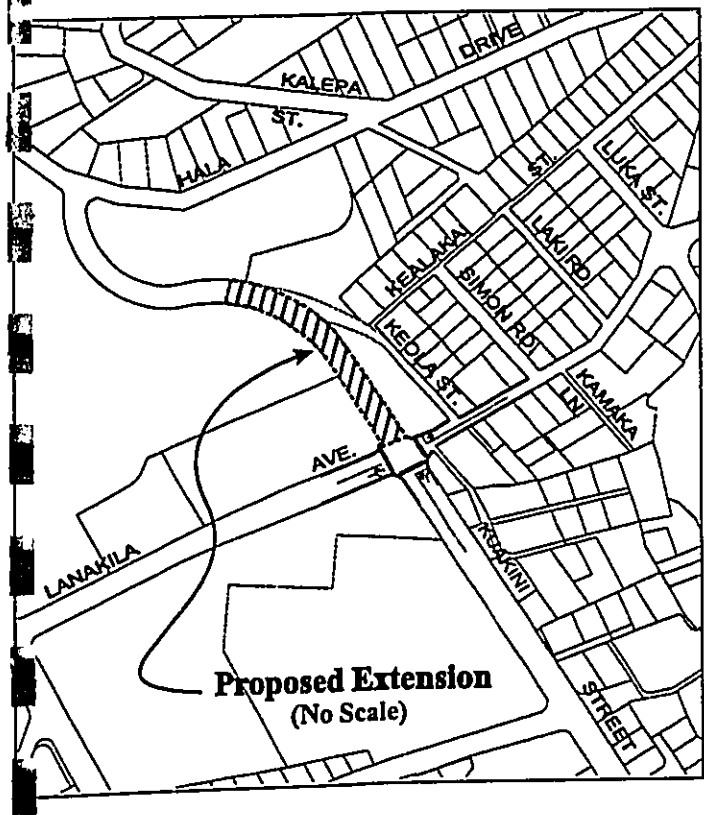 DRIVE
KALEPA
ST.
HALA
ST.
LUKA ST.
KEALAKA
LAKI RD.
SIMON RD.
KEOLA ST.
KAMAKA
LN.
AVE.
LANAKILA
KUAKINI
STREET
Proposed Extension
(No Scale)